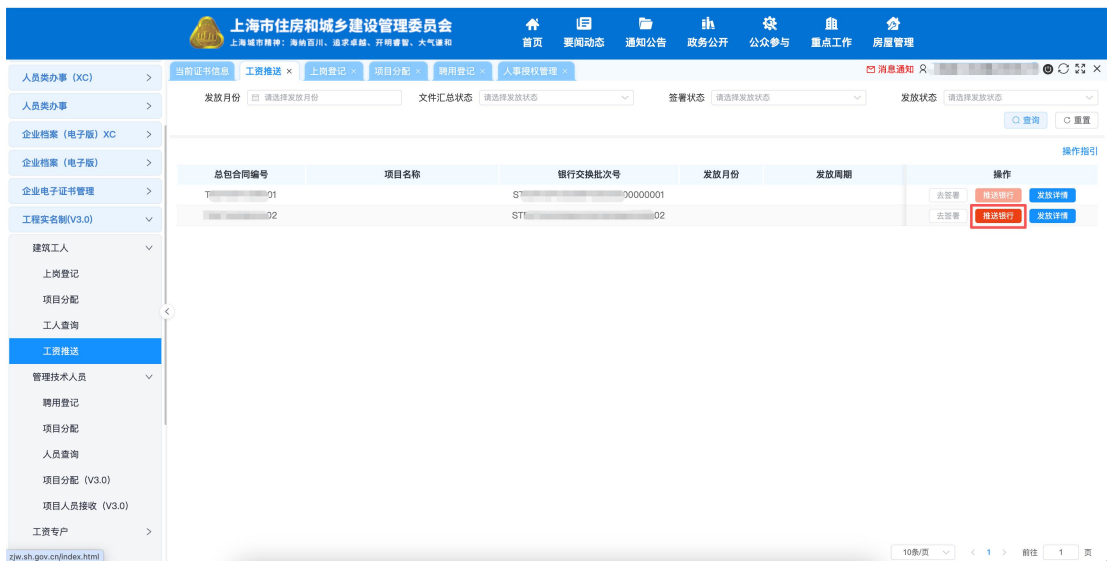 上海市住房和城乡建设管理委员会
上海城市精神：海纳百川、追求卓越、开明睿智、大气谦和
首页 要闻动态 通知公告 政务公开 公众参与 重点工作 房屋管理
人员类办事（XC）
人员类办事
企业档案（电子版）XC
企业档案（电子版）
企业电子证书管理
工程实名制(V3.0)
建筑工人
上岗登记
项目分配
工人查询
工资推送
管理技术人员
聘用登记
项目分配
人员查询
项目分配（V3.0）
项目人员接收（V3.0）
工资专户
zjw.sh.gov.cn/index.html
当前证书信息 工资推送 × 上岗登记 × 项目分配 × 聘用登记 × 人事授权管理 × 消息通知
发放月份 请选择发放月份 文件汇总状态 请选择发放状态 签署状态 请选择发放状态 发放状态 请选择发放状态
查询 重置
操作指引
总包合同编号 项目名称 银行交换批次号 发放月份 发放周期 操作
T 01 ST 00000001 去签署 推送银行 发放详情
02 ST 02 去签署 推送银行 发放详情
10条/页 < 1 > 前往 1 页